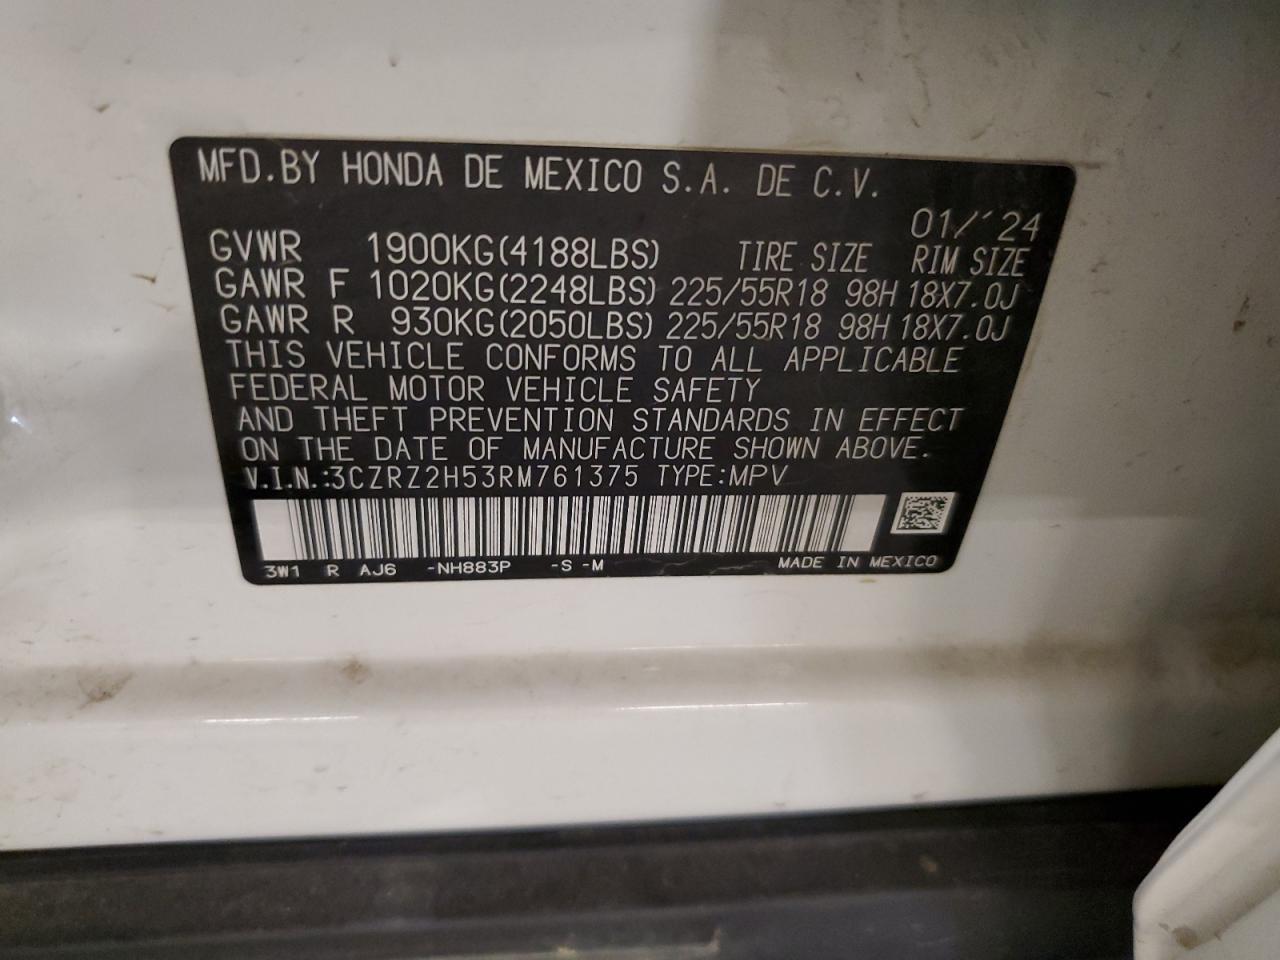 MFD.BY HONDA DE MEXICO S.A. DE C.V.
01/'24
GVWR 1900KG(4188LBS) TIRE SIZE RIM SIZE
GAWR F 1020KG(2248LBS) 225/55R18 98H 18X7.0J
GAWR R 930KG(2050LBS) 225/55R18 98H 18X7.0J
THIS VEHICLE CONFORMS TO ALL APPLICABLE
FEDERAL MOTOR VEHICLE SAFETY
AND THEFT PREVENTION STANDARDS IN EFFECT
ON THE DATE OF MANUFACTURE SHOWN ABOVE.
V.I.N.:3CZRZ2H53RM761375 TYPE:MPV
3W1 R AJ6 -NH883P -S -M MADE IN MEXICO